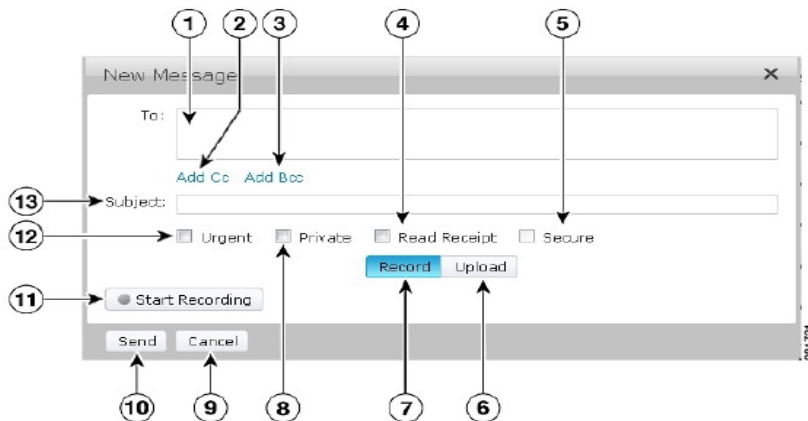 1 2 3 4 5
New Message
To:
Add Cc Add Bcc
13 Subject:
12 Urgent Private Read Receipt Secure
Record Upload
11 Start Recording
Send Cancel
10 9 8 7 6